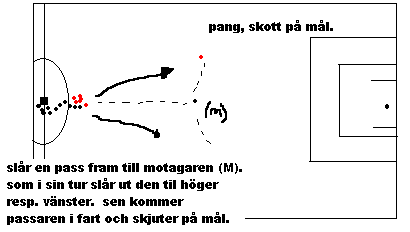 pang, skott på mål.
(m)
slår en pass fram till motagaren (M).
som i sin tur slår ut den til höger
resp. vänster. sen kommer
passaren i fart och skjuter på mål.